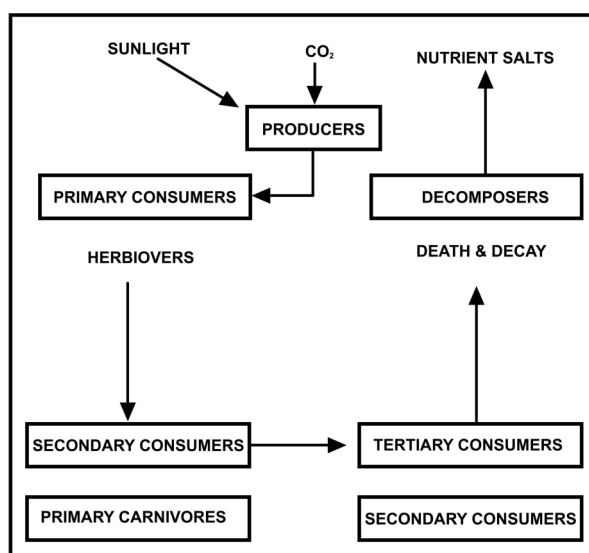 SUNLIGHT
CO₂
NUTRIENT SALTS
PRODUCERS
PRIMARY CONSUMERS
DECOMPOSERS
HERBIOVERS
DEATH & DECAY
SECONDARY CONSUMERS
TERTIARY CONSUMERS
PRIMARY CARNIVORES
SECONDARY CONSUMERS